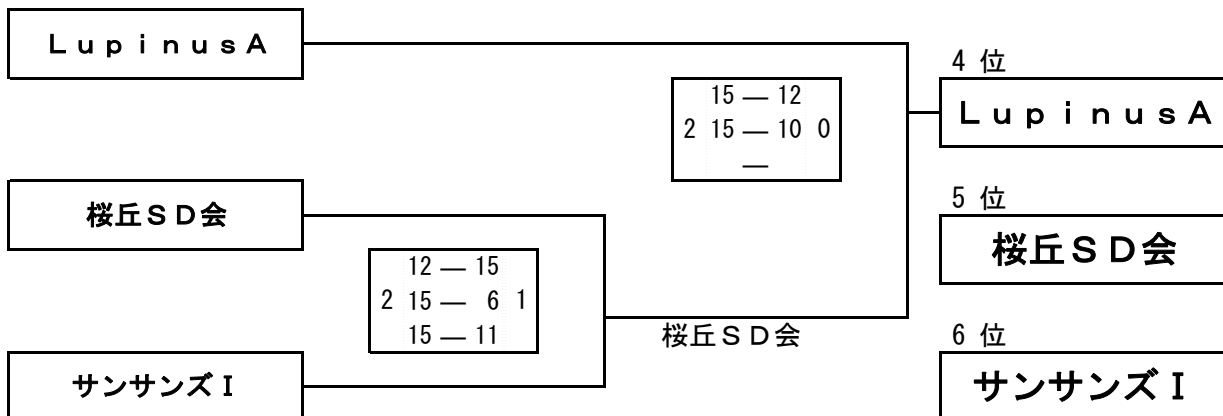 ＬｕｐｉｎｕｓＡ
4 位
15 ― 12
2 15 ― 10 0
―
ＬｕｐｉｎｕｓＡ
桜丘ＳＤ会
5 位
桜丘ＳＤ会
12 ― 15
2 15 ― 6 1
15 ― 11
桜丘ＳＤ会
6 位
サンサンズⅠ
サンサンズⅠ